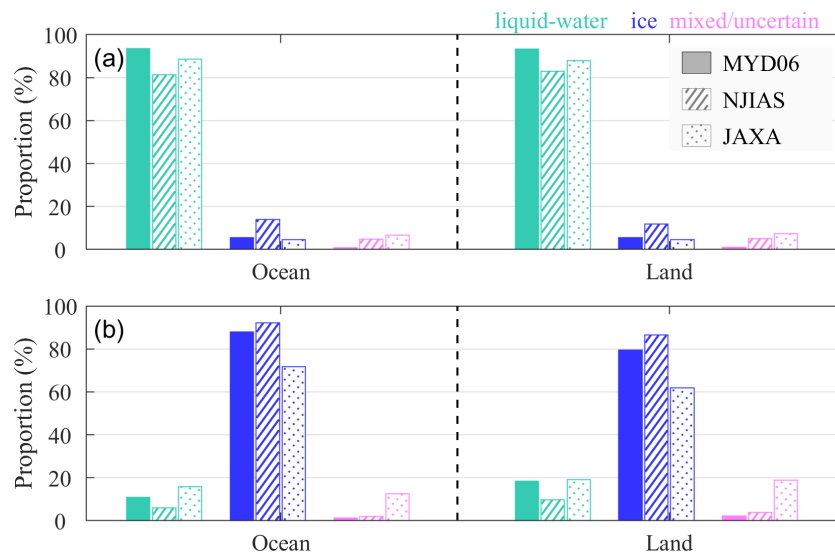 liquid-water ice mixed/uncertain
(a)
Proportion (%)
100
80
60
40
20
0
MYD06
NJIAS
JAXA
Ocean Land
(b)
Proportion (%)
100
80
60
40
20
0
Ocean Land